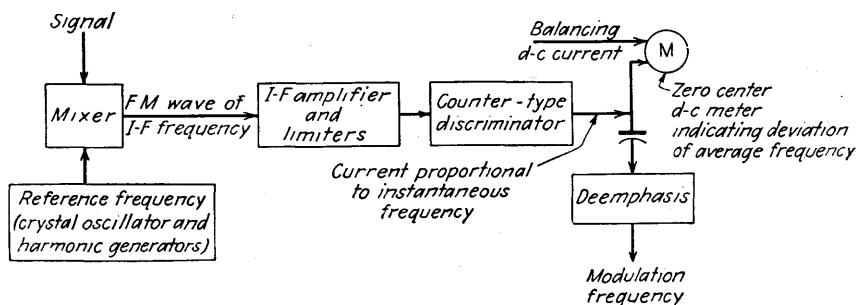 Signal
Mixer
FM wave of
I-F frequency
I-F amplifier
and
limiters
Counter-type
discriminator
Balancing
d-c current
M
Zero center
d-c meter
indicating deviation
of average frequency
Current proportional
to instantaneous
frequency
Reference frequency
(crystal oscillator and
harmonic generators)
Deemphasis
Modulation
frequency